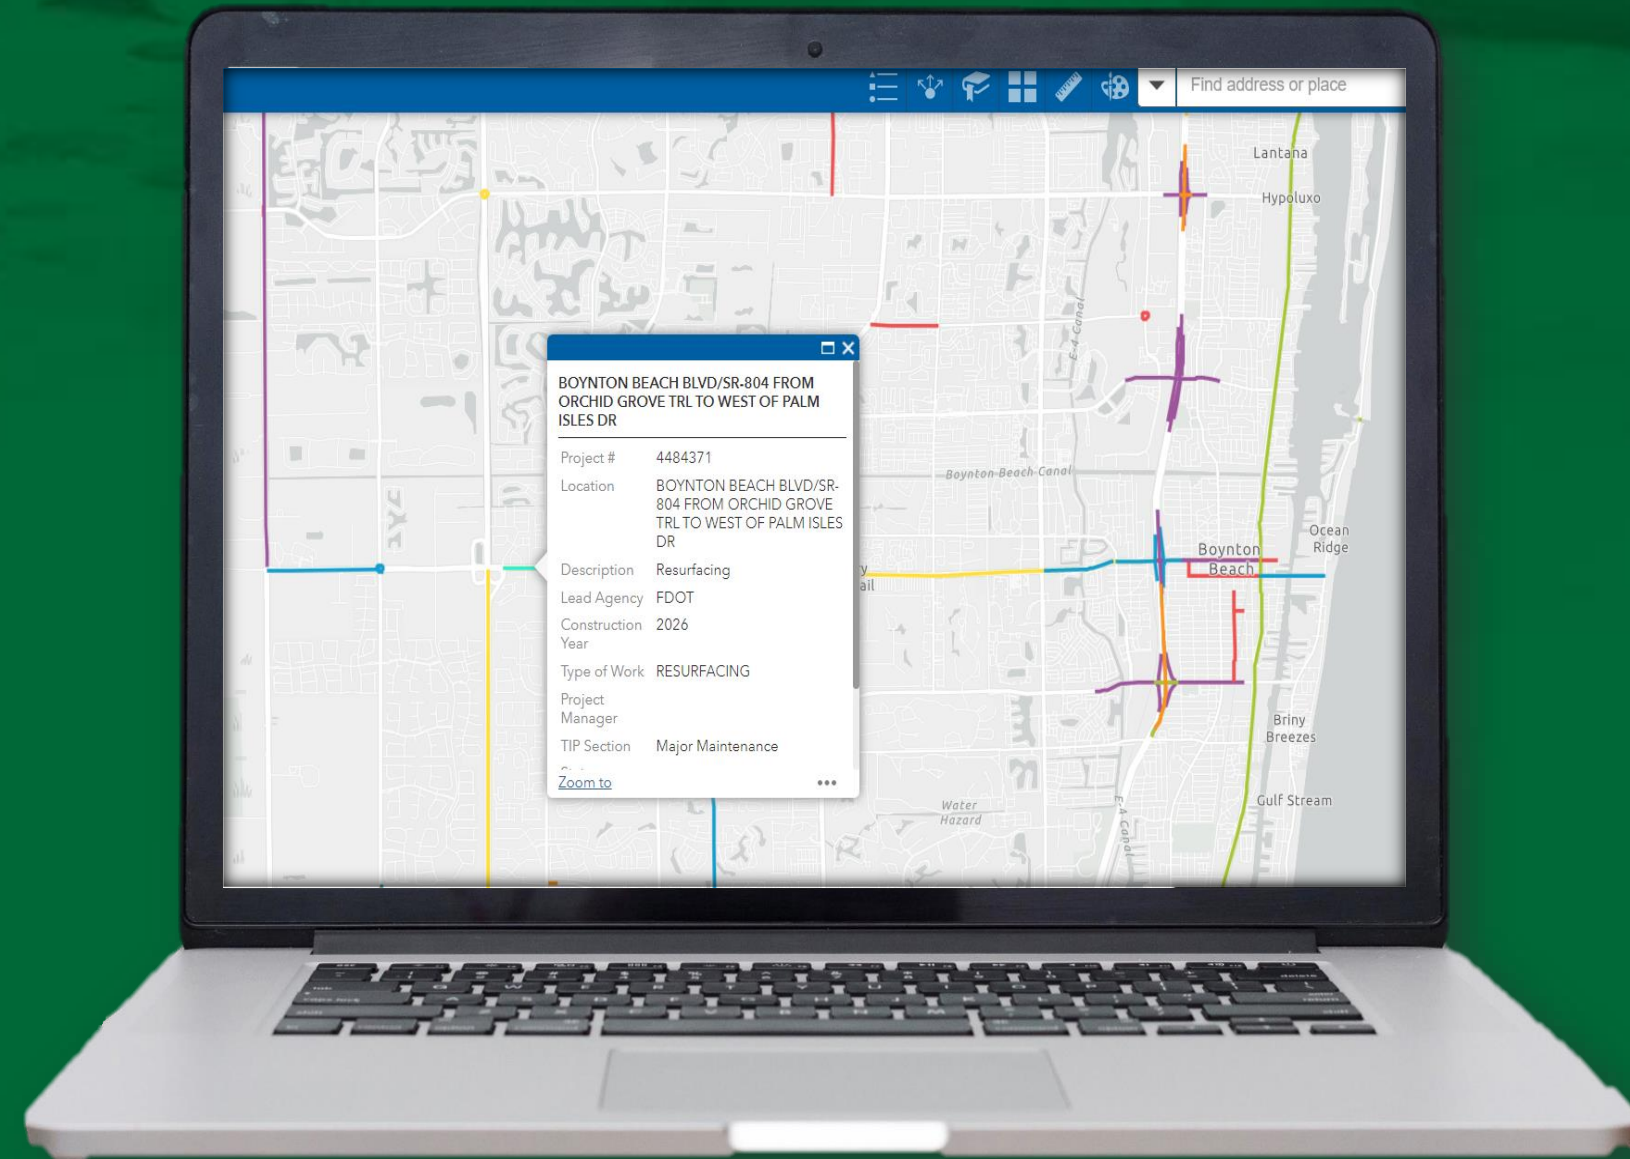 Find address or place
Lantana
Hypoluxo
E-4-Canal
BOYNTON BEACH BLVD/SR-804 FROM
ORCHID GROVE TRL TO WEST OF PALM
ISLES DR
Project # 4484371
Location BOYNTON BEACH BLVD/SR-
804 FROM ORCHID GROVE
TRL TO WEST OF PALM ISLES
DR
Description Resurfacing
Lead Agency FDOT
Construction 2026
Year
Type of Work RESURFACING
Project
Manager
TIP Section Major Maintenance
Zoom to
Boynton Beach Canal
Ocean
Ridge
Boynton
Beach
Briny
Breezes
Gulf Stream
Water
Hazard
E-4 Canal